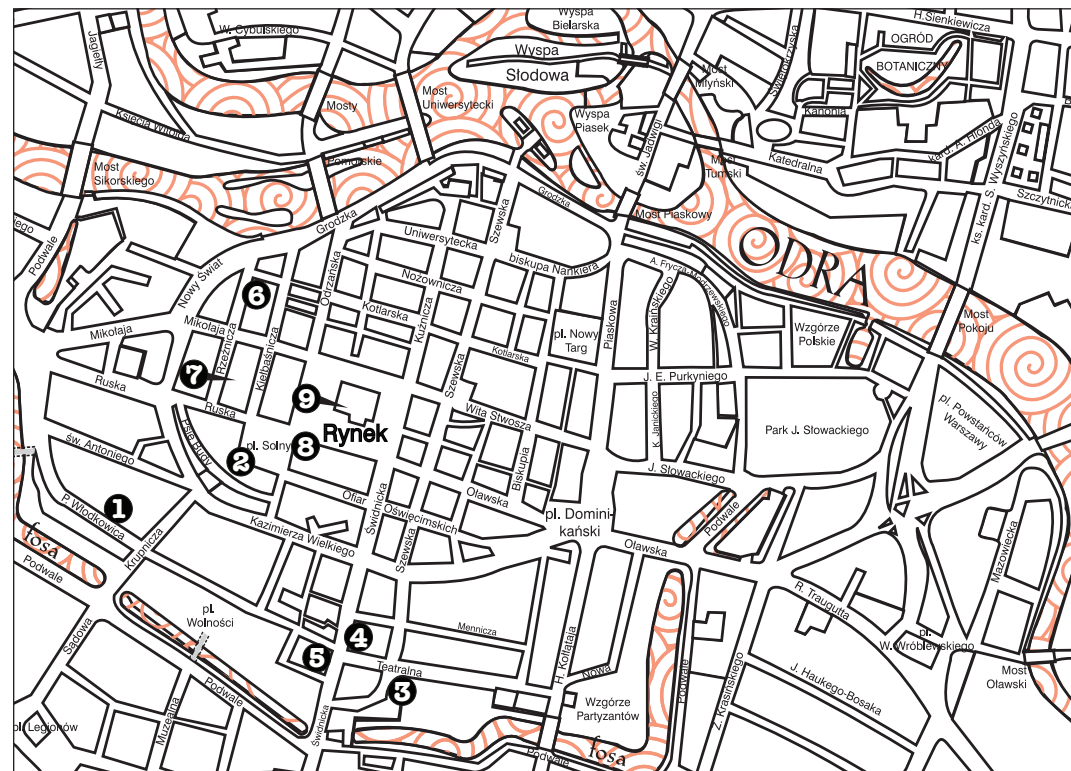 Jagiełły
W. Cybulskiego
Wyspa
Bielarska
Wyspa
Słodowa
H.Sienkiewicza
OGRÓD
BOTANICZNY
Świętokrzyska
Most
Młyński
Most
Uniwersytecki
Mosty
Księcia Witolda
Wyspa
Piasek
Kanonia
kard. A. Hlonda
ks. kard. S. Wyszyńskiego
św. Jadwigi
Katedralna
Most
Tumski
Pomorskie
Most
Sikorskiego
Szczytnicka
Grodzka
Most Piaskowy
Szewska
Grodzka
Uniwersytecka
biskupa Nankiera
ODRA
Podwale
Nowy Świat
Odrzańska
Nożownicza
A. Frycza Modrzewskiego
6
Kotlarska
Kuźnicza
Piaskowa
W. Kraińskiego
Most
Pokoju
Mikołaja
Mikołaja
Rzeźnicza
Kiełbaśnicza
pl. Nowy
Targ
Wzgórze
Polskie
Kotlarska
7
Ruska
Szewska
J. E. Purkyniego
9
Ruska
Wita Stwosza
pl. Powstańców
Warszawy
Rynek
K. Janickiego
Park J. Słowackiego
św. Antoniego
Psie Budy
pl. Solny
8
2
Biskupia
J. Słowackiego
Ofiar
Oświęcimskich
Oławska
1
P. Włodkowica
Świdnicka
pl. Domini-
kański
Podwale
Kazimierza Wielkiego
Szewska
Oławska
fosa
Krupnicza
Podwale
Mazowiecka
R. Traugutta
pl.
Wolności
Mennicza
4
pl.
W. Wróblewskiego
Sądowa
5
Teatralna
H. Kołłątaja
Nowa
Podwale
Z. Krasińskiego
J. Haukego-Bosaka
Most
Oławski
3
Podwale
Muzealna
Wzgórze
Partyzantów
pl. Legionów
Świdnicka
fosa
Podwale